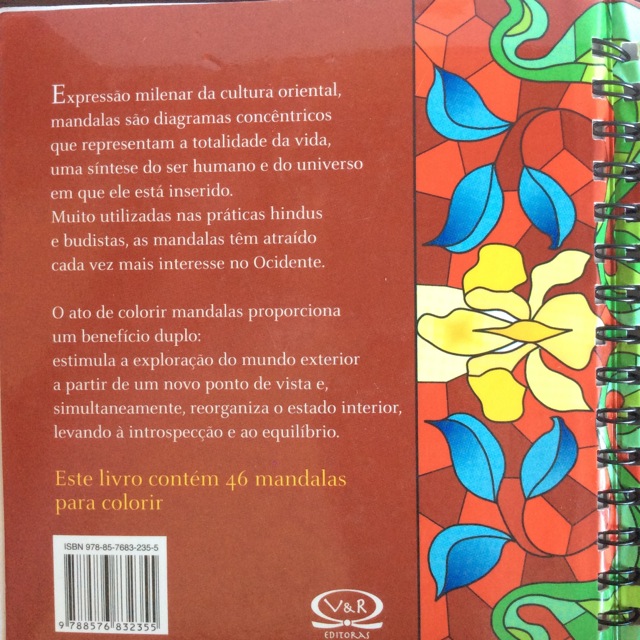 Expressão milenar da cultura oriental,
mandalas são diagramas concêntricos
que representam a totalidade da vida,
uma síntese do ser humano e do universo
em que ele está inserido.
Muito utilizadas nas práticas hindus
e budistas, as mandalas têm atraído
cada vez mais interesse no Ocidente.
O ato de colorir mandalas proporciona
um benefício duplo:
estimula a exploração do mundo exterior
a partir de um novo ponto de vista e,
simultaneamente, reorganiza o estado interior,
levando à introspecção e ao equilíbrio.
Este livro contém 46 mandalas
para colorir
ISBN 978-85-7683-235-5
9 788576 832355
V&R
EDITORAS